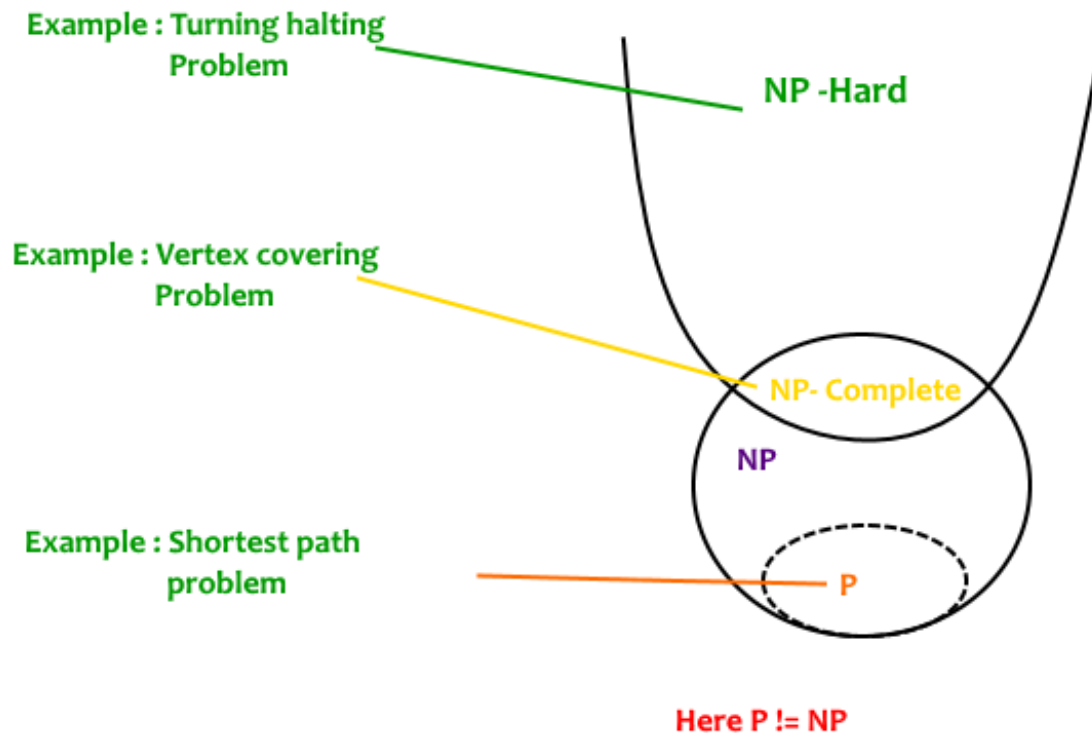 Example : Turning halting
Problem
NP -Hard
Example : Vertex covering
Problem
NP- Complete
NP
Example : Shortest path
problem
P
Here P != NP